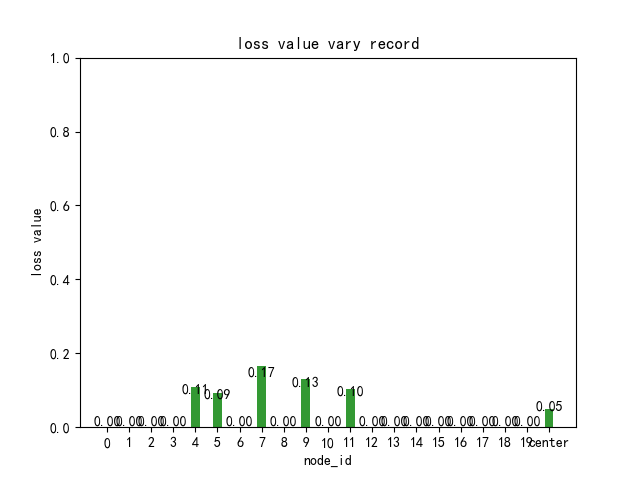 loss value vary record
1.0
0.8
0.6
0.4
0.2
0.0
loss value
0.00 0.00 0.00 0.00 0.11 0.09 0.00 0.17 0.00 0.13 0.00 0.10 0.00 0.00 0.00 0.00 0.00 0.00 0.00 0.00 0.05
0 1 2 3 4 5 6 7 8 9 10 11 12 13 14 15 16 17 18 19 center
node_id